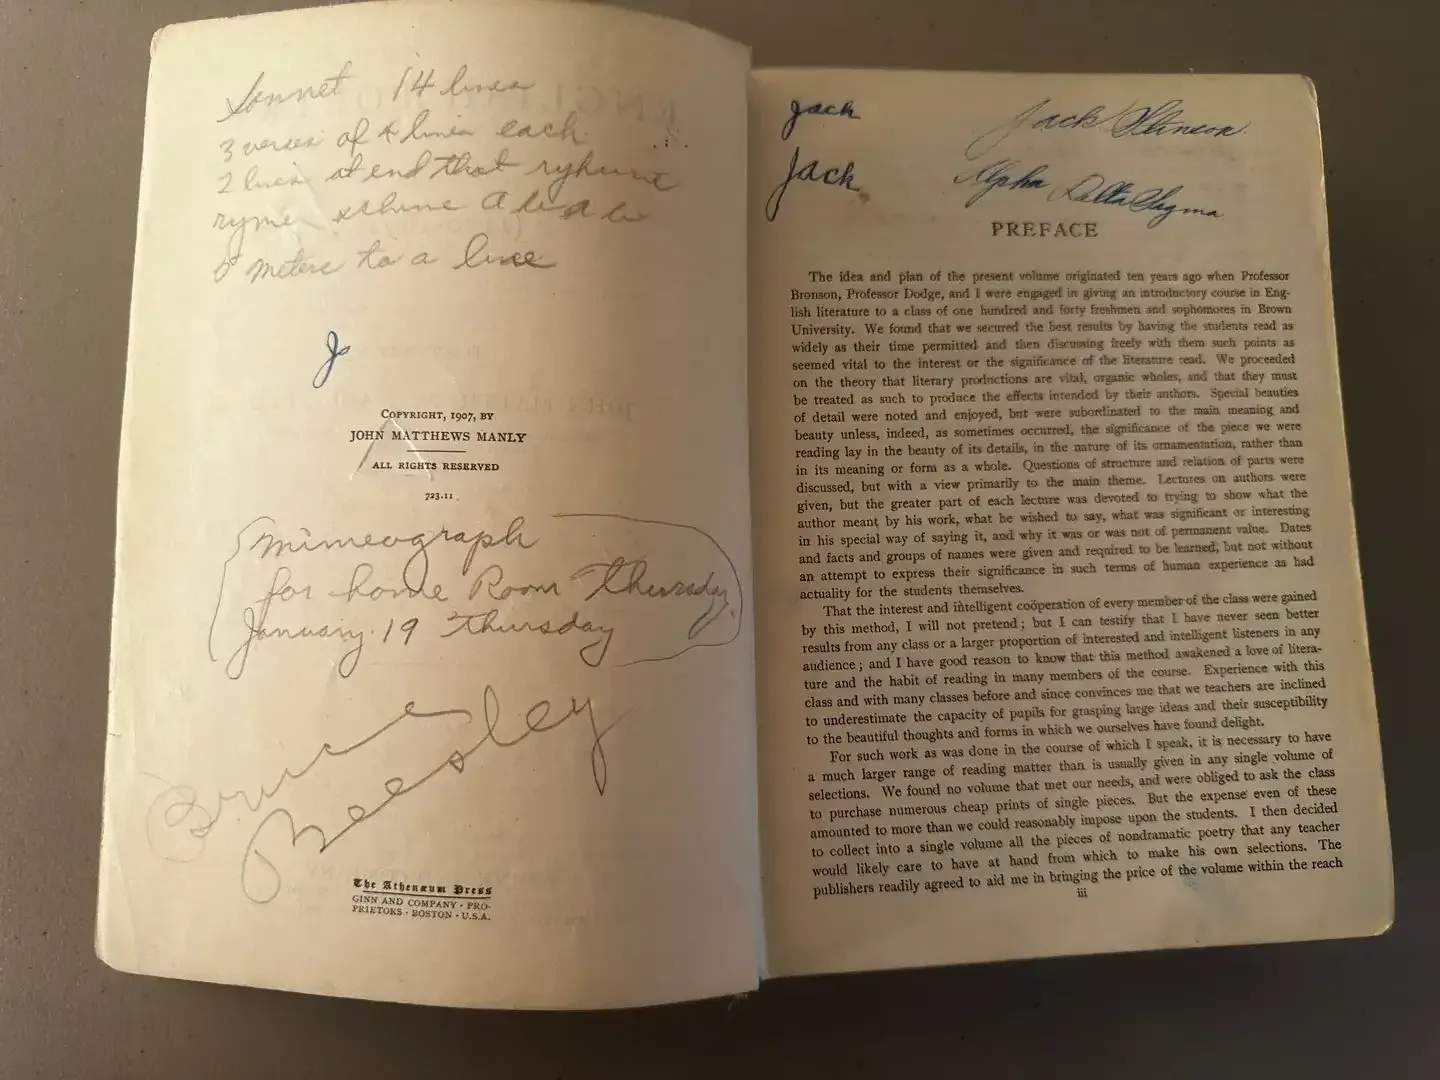 Sonnet 14 lines
3 verses of 4 lines each
2 lines at end that
ryme
meters to a line
Jo
COPYRIGHT, 1907, BY
JOHN MATTHEWS MANLY
ALL RIGHTS RESERVED
723.11
mimeograph
for home Room Thursday
January 19 Thursday
Bruce
Beesley
The Athenæum Press
GINN AND COMPANY · PRO-
PRIETORS · BOSTON · U.S.A.
Jack
Jack
Jack Stinson
Alpha Delta Sigma
PREFACE
The idea and plan of the present volume originated ten years ago when Professor
Bronson, Professor Dodge, and I were engaged in giving an introductory course in Eng-
lish literature to a class of one hundred and forty freshmen and sophomores in Brown
University. We found that we secured the best results by having the students read as
widely as their time permitted and then discussing freely with them such points as
seemed vital to the interest or the significance of the literature read. We proceeded
on the theory that literary productions are vital, organic wholes, and that they must
be treated as such to produce the effects intended by their authors. Special beauties
of detail were noted and enjoyed, but were subordinated to the main meaning and
beauty unless, indeed, as sometimes occurred, the significance of the piece we were
reading lay in the beauty of its details, in the nature of its ornamentation, rather than
in its meaning or form as a whole. Questions of structure and relation of parts were
discussed, but with a view primarily to the main theme. Lectures on authors were
given, but the greater part of each lecture was devoted to trying to show what the
author meant by his work, what he wished to say, what was significant or interesting
in his special way of saying it, and why it was or was not of permanent value. Dates
and facts and groups of names were given and required to be learned, but not without
an attempt to express their significance in such terms of human experience as had
actuality for the students themselves.
That the interest and intelligent coöperation of every member of the class were gained
by this method, I will not pretend; but I can testify that I have never seen better
results from any class or a larger proportion of interested and intelligent listeners in any
audience; and I have good reason to know that this method awakened a love of litera-
ture and the habit of reading in many members of the course. Experience with this
class and with many classes before and since convinces me that we teachers are inclined
to underestimate the capacity of pupils for grasping large ideas and their susceptibility
to the beautiful thoughts and forms in which we ourselves have found delight.
For such work as was done in the course of which I speak, it is necessary to have
a much larger range of reading matter than is usually given in any single volume of
selections. We found no volume that met our needs, and were obliged to ask the class
to purchase numerous cheap prints of single pieces. But the expense even of these
amounted to more than we could reasonably impose upon the students. I then decided
to collect into a single volume all the pieces of nondramatic poetry that any teacher
would likely care to have at hand from which to make his own selections. The
publishers readily agreed to aid me in bringing the price of the volume within the reach
iii